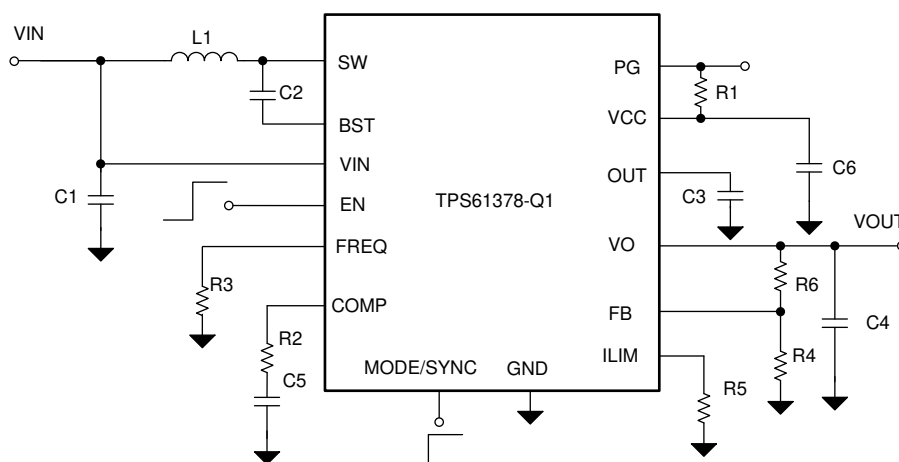 VIN
L1
SW
C2
BST
VIN
C1
EN
FREQ
R3
COMP
R2
C5
MODE/SYNC
GND
TPS61378-Q1
PG
R1
VCC
C6
OUT
C3
VOUT
VO
R6
FB
C4
R4
ILIM
R5